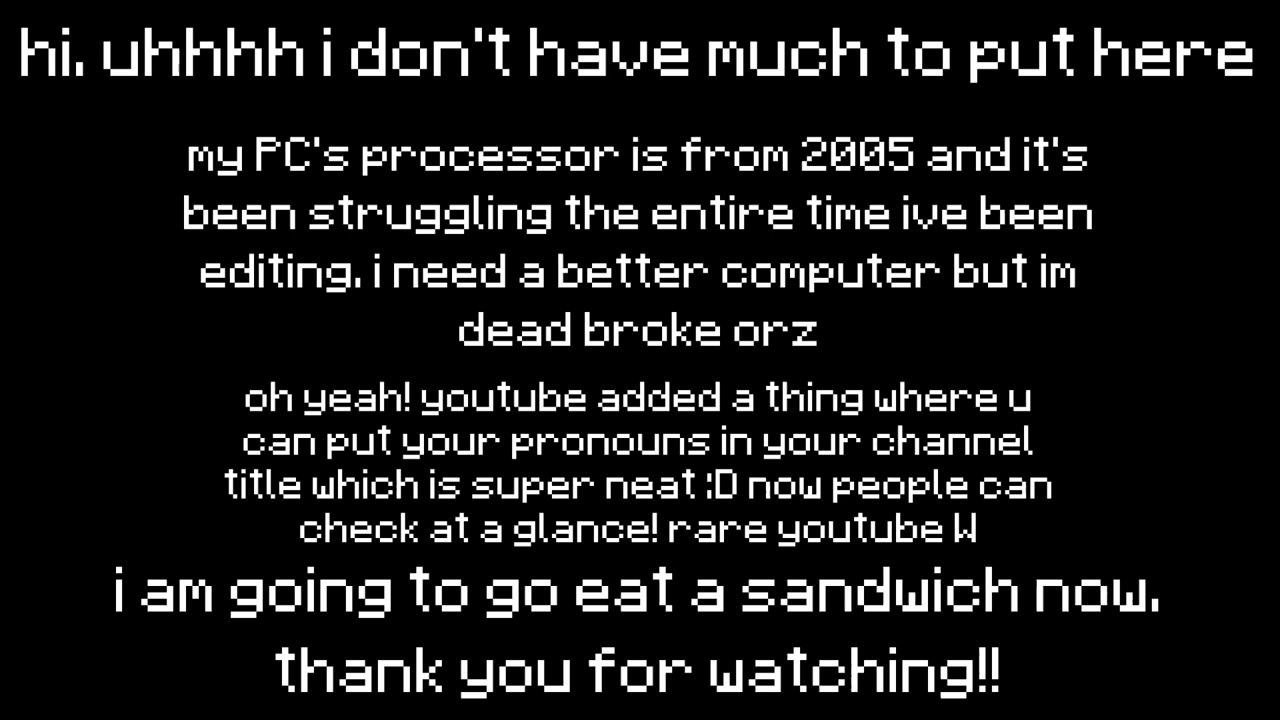 hi. uhhhh i don't have much to put here
my PC's processor is from 2005 and it's
been struggling the entire time ive been
editing. i need a better computer but im
dead broke orz
oh yeah! youtube added a thing where u
can put your pronouns in your channel
title which is super neat :D now people can
check at a glance! rare youtube W
i am going to go eat a sandwich now.
thank you for watching!!